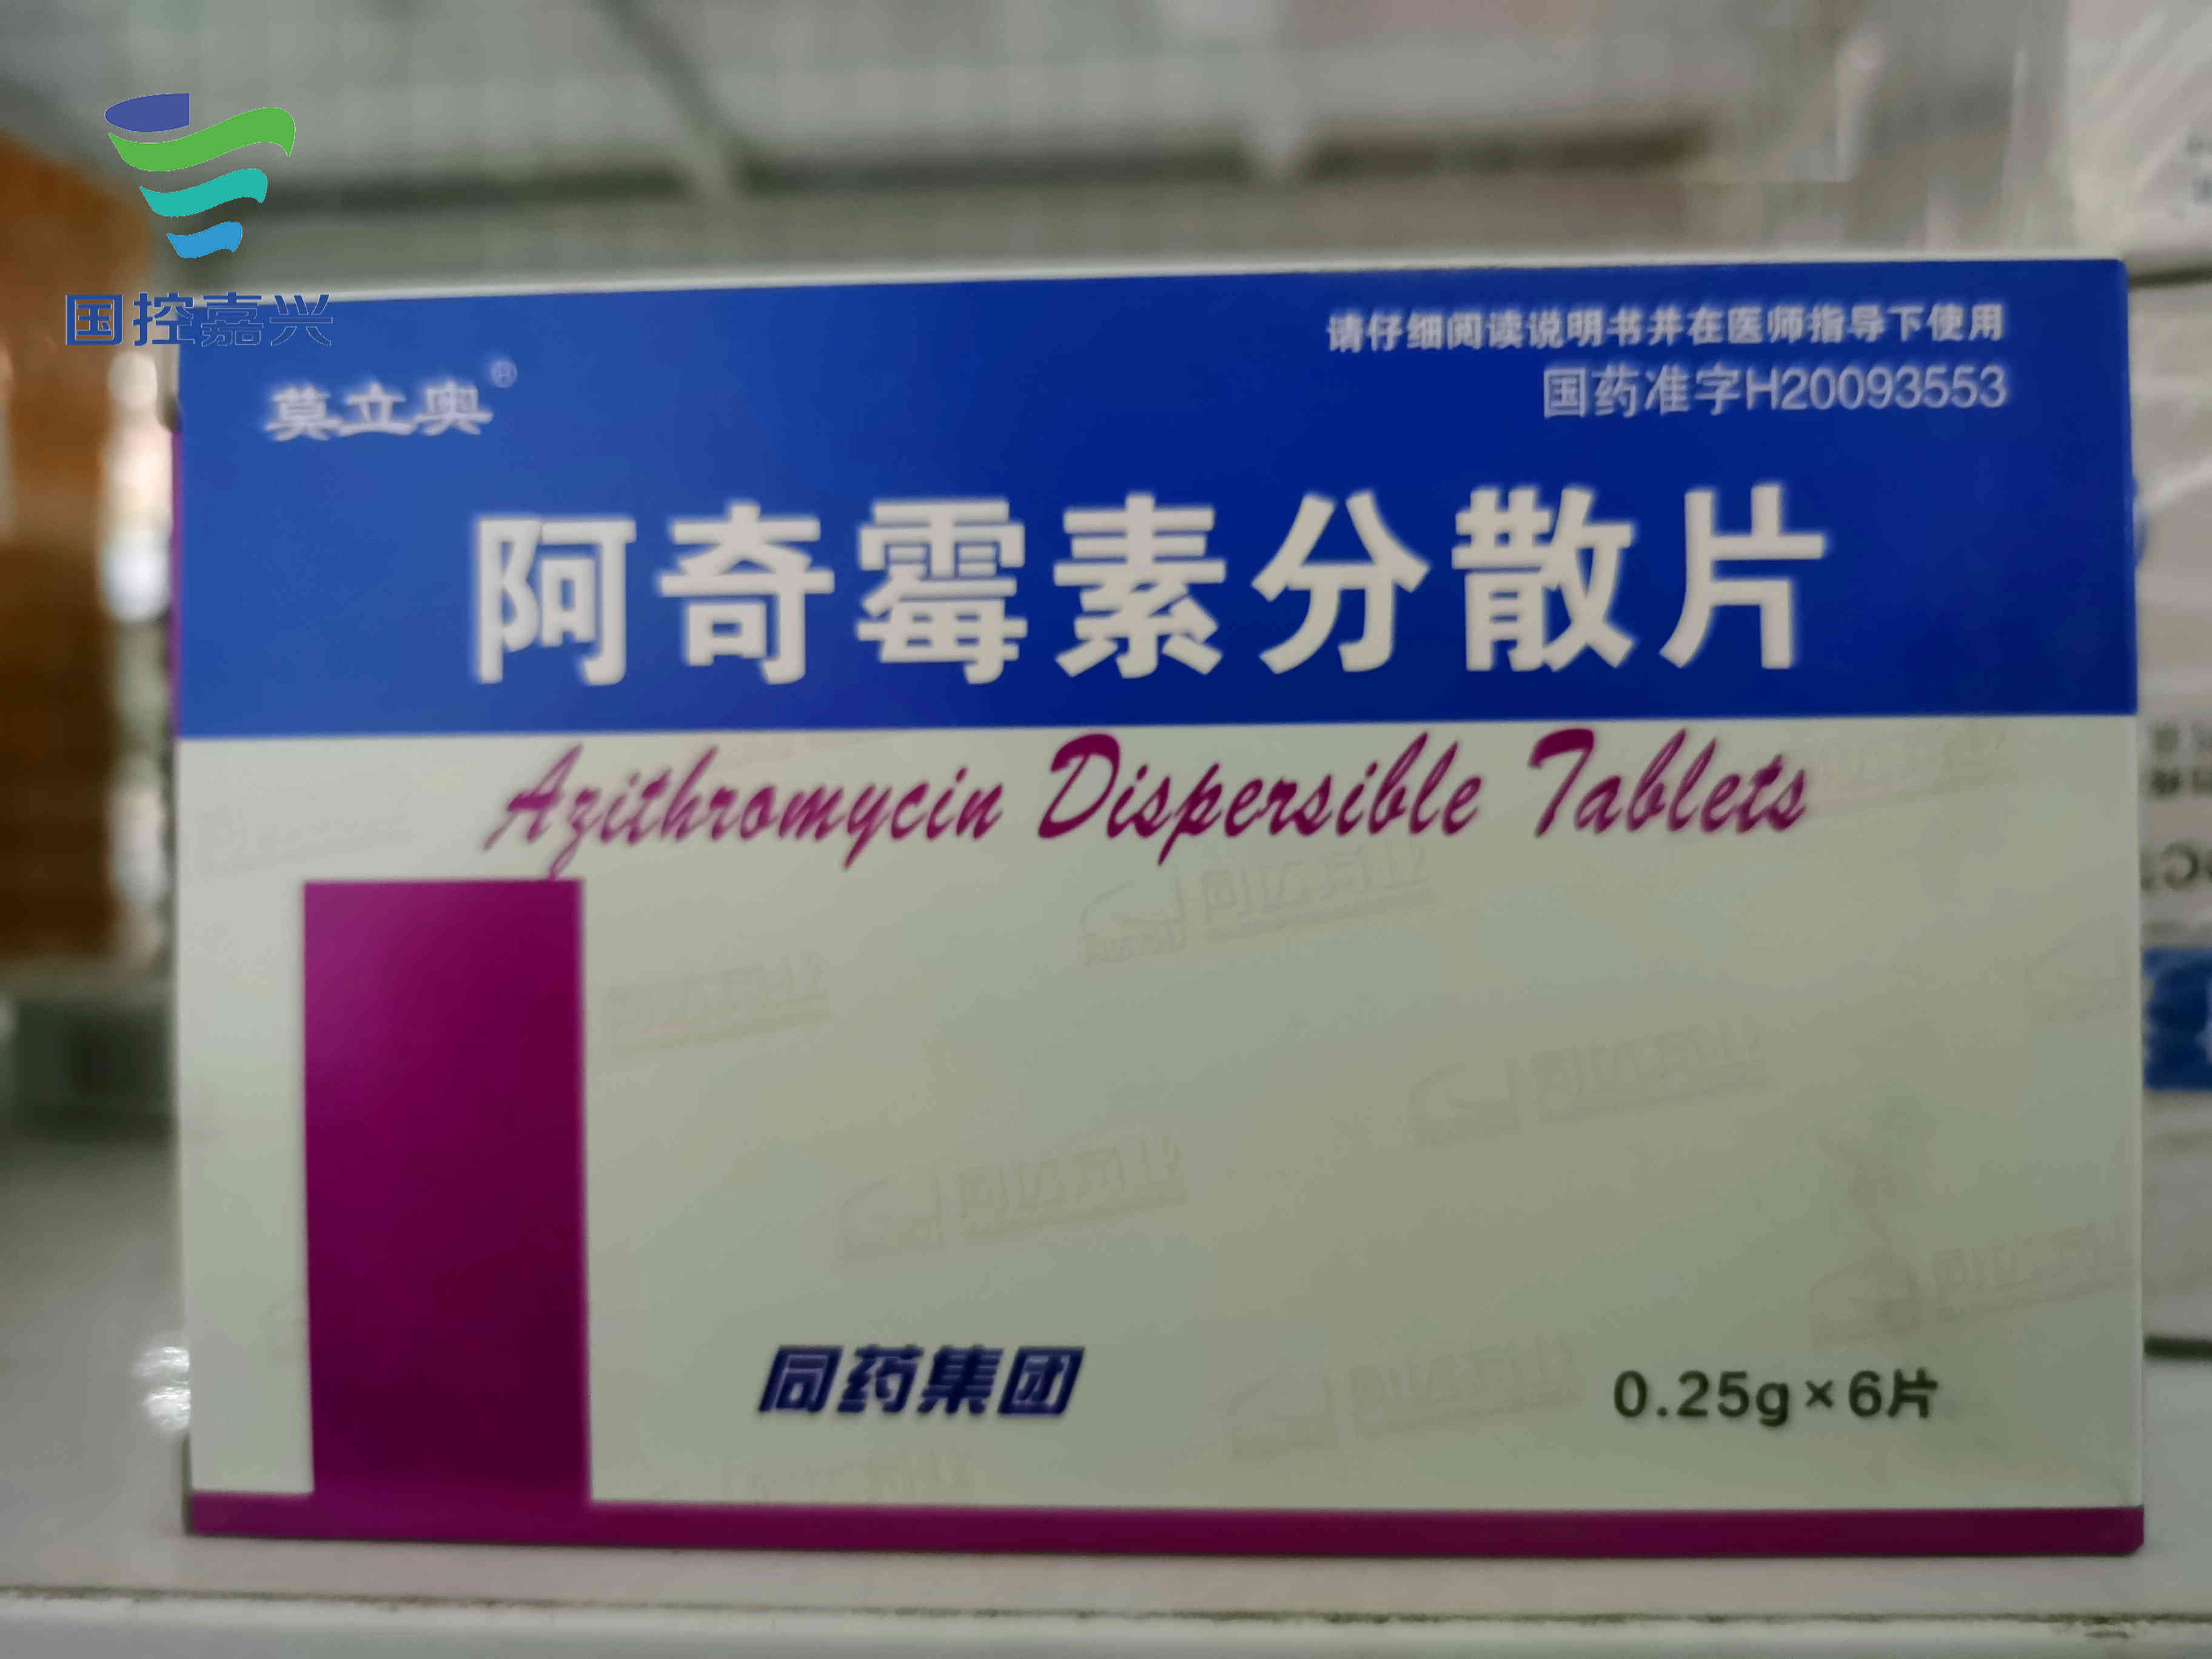 国控嘉兴
请仔细阅读说明书并在医师指导下使用
国药准字H20093553
莫立奥®
阿奇霉素分散片
Azithromycin Dispersible Tablets
同药集团
0.25g×6片